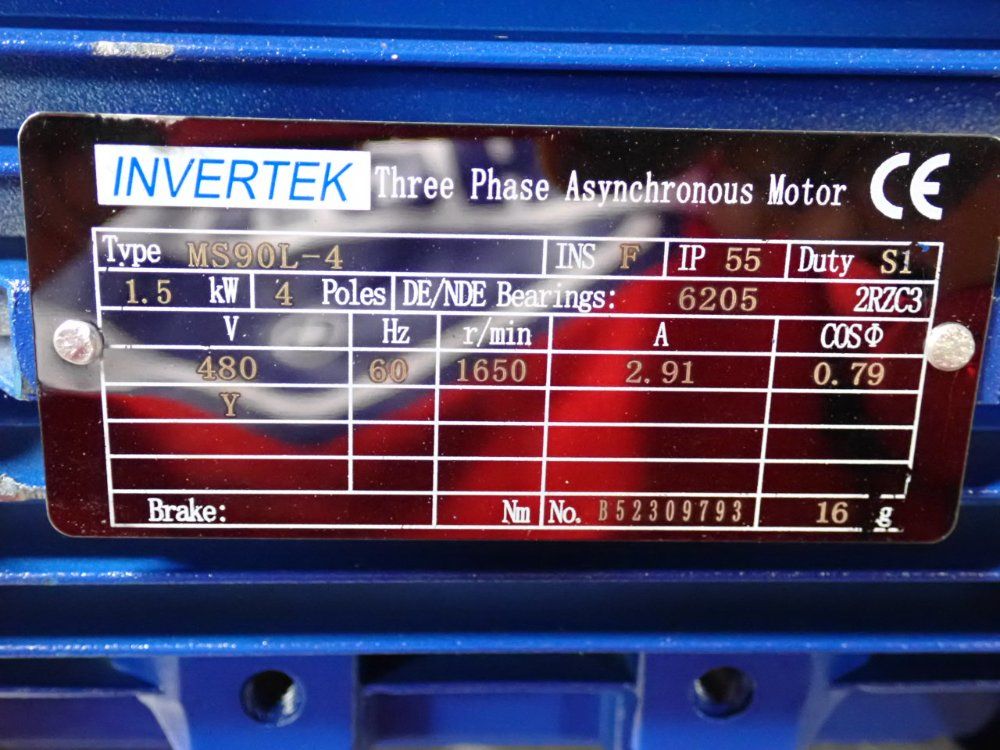 INVERTEK Three Phase Asynchronous Motor CE
Type MS90L-4 INS F IP 55 Duty S1
1.5 kW 4 Poles DE/NDE Bearings: 6205 2RZC3
V Hz r/min A COSΦ
480 60 1650 2.91 0.79
Y
Brake: Nm No. B52309793 16 g